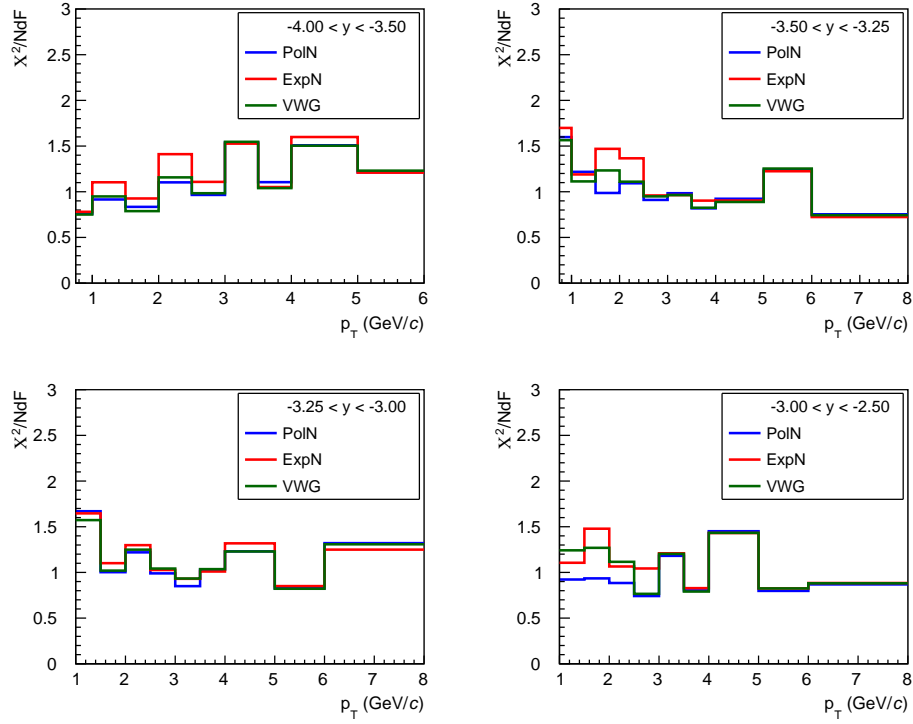 -4.00 < y < -3.50
PolN
ExpN
VWG
Χ²/NdF
3
2.5
2
1.5
1
0.5
0
1 2 3 4 5 6
p_T (GeV/c)
-3.50 < y < -3.25
PolN
ExpN
VWG
Χ²/NdF
3
2.5
2
1.5
1
0.5
0
1 2 3 4 5 6 7 8
p_T (GeV/c)
-3.25 < y < -3.00
PolN
ExpN
VWG
Χ²/NdF
3
2.5
2
1.5
1
0.5
0
1 2 3 4 5 6 7 8
p_T (GeV/c)
-3.00 < y < -2.50
PolN
ExpN
VWG
Χ²/NdF
3
2.5
2
1.5
1
0.5
0
1 2 3 4 5 6 7 8
p_T (GeV/c)